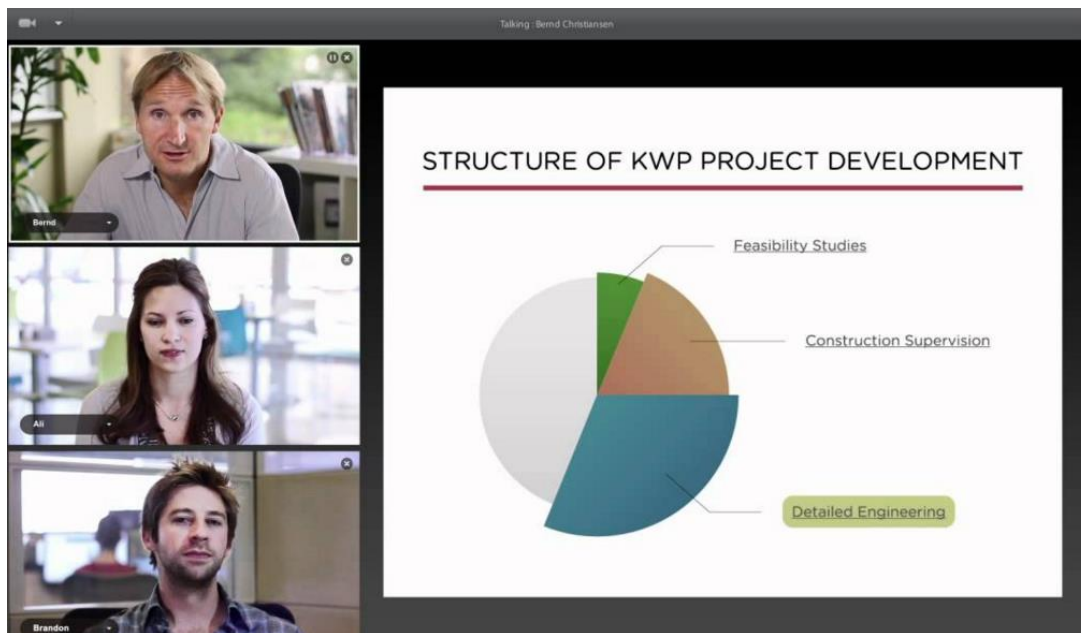 Talking : Bernd Christiansen
Bernd
Ali
Brandon
STRUCTURE OF KWP PROJECT DEVELOPMENT
Feasibility Studies
Construction Supervision
Detailed Engineering